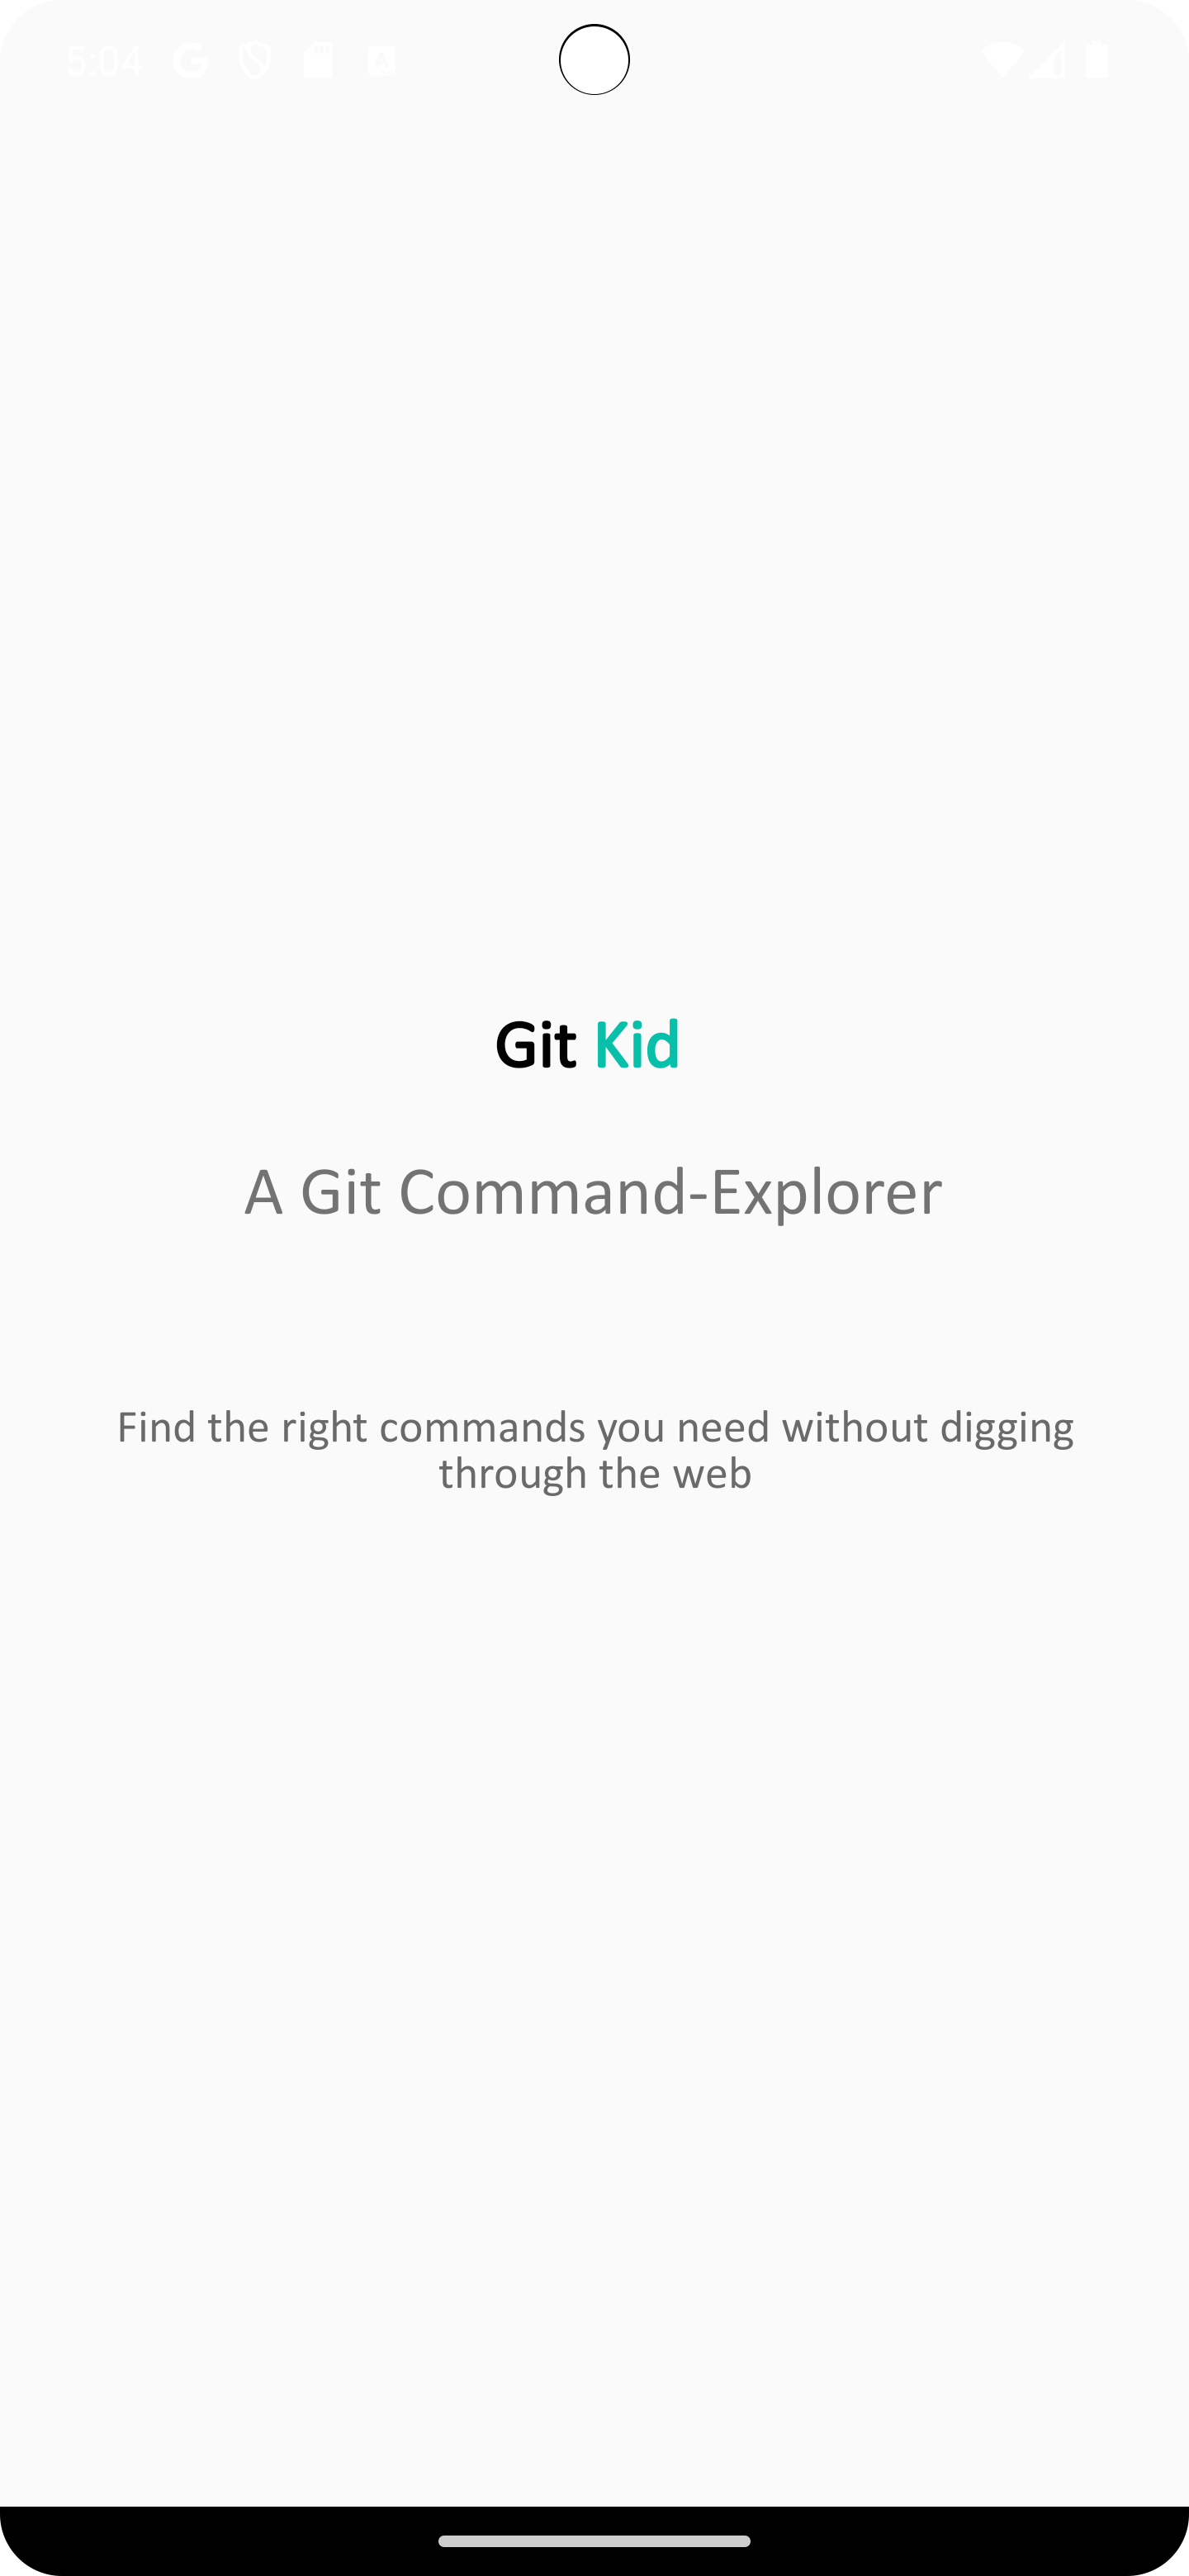 5:04
Git Kid
A Git Command-Explorer
Find the right commands you need without digging
through the web